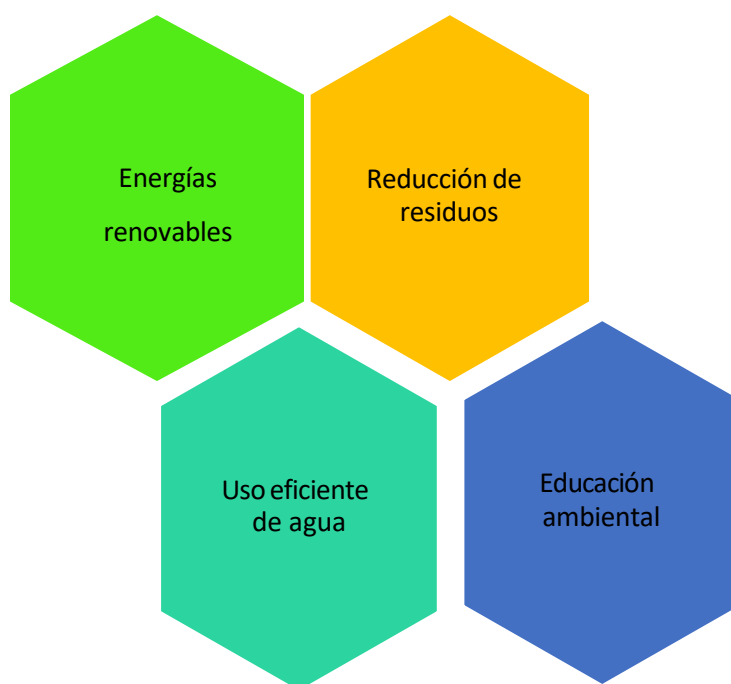 Energías
renovables
Reducción de
residuos
Uso eficiente
de agua
Educación
ambiental